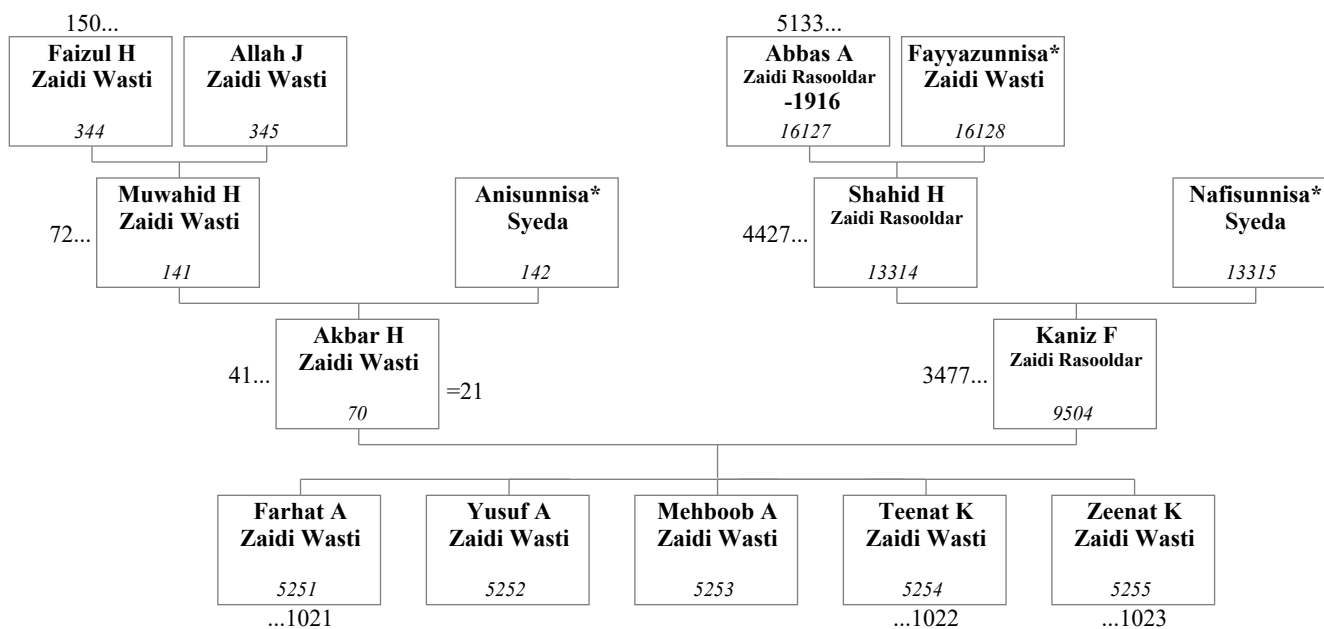 150...
Faizul H
Zaidi Wasti
344
Allah J
Zaidi Wasti
345
5133...
Abbas A
Zaidi Rasooldar
-1916
16127
Fayyazunnisa*
Zaidi Wasti
16128
72...
Muwahid H
Zaidi Wasti
141
Anisunnisa*
Syeda
142
4427...
Shahid H
Zaidi Rasooldar
13314
Nafisunnisa*
Syeda
13315
41...
Akbar H
Zaidi Wasti
70
=21
3477...
Kaniz F
Zaidi Rasooldar
9504
Farhat A
Zaidi Wasti
5251
...1021
Yusuf A
Zaidi Wasti
5252
Mehboob A
Zaidi Wasti
5253
Teenat K
Zaidi Wasti
5254
...1022
Zeenat K
Zaidi Wasti
5255
...1023